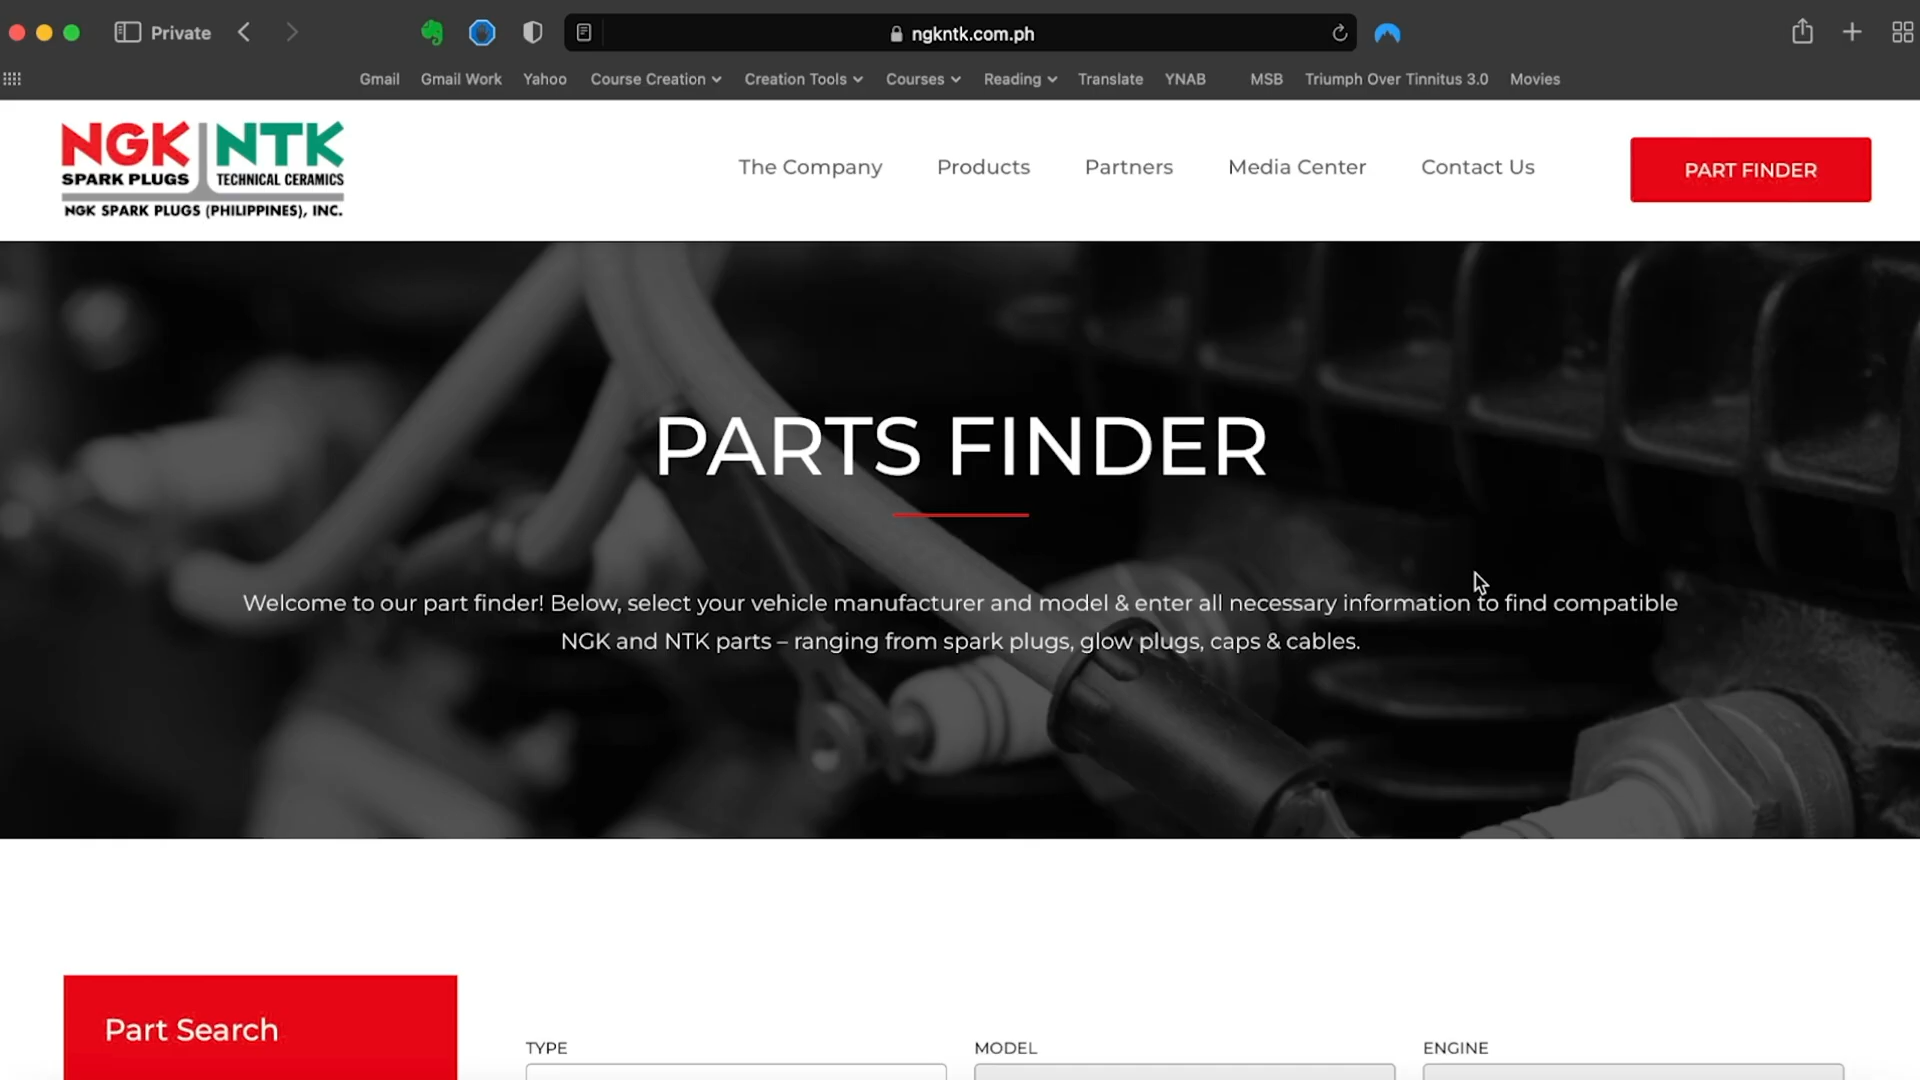 Private
ngkntk.com.ph
Gmail
Gmail Work
Yahoo
Course Creation
Creation Tools
Courses
Reading
Translate
YNAB
MSB
Triumph Over Tinnitus 3.0
Movies
NGK NTK
SPARK PLUGS TECHNICAL CERAMICS
NGK SPARK PLUGS (PHILIPPINES), INC.
The Company
Products
Partners
Media Center
Contact Us
PART FINDER
PARTS FINDER
Welcome to our part finder! Below, select your vehicle manufacturer and model & enter all necessary information to find compatible
NGK and NTK parts – ranging from spark plugs, glow plugs, caps & cables.
Part Search
TYPE
MODEL
ENGINE